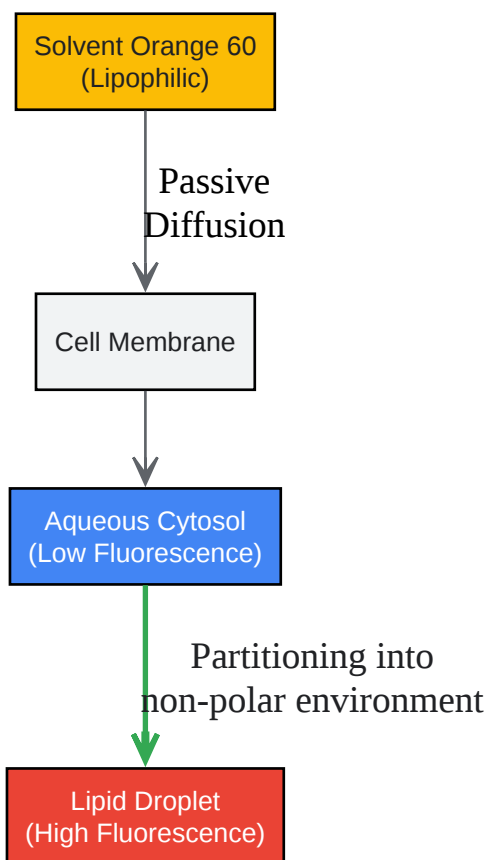 Solvent Orange 60
(Lipophilic)
Passive
Diffusion
Cell Membrane
Aqueous Cytosol
(Low Fluorescence)
Partitioning into
non-polar environment
Lipid Droplet
(High Fluorescence)